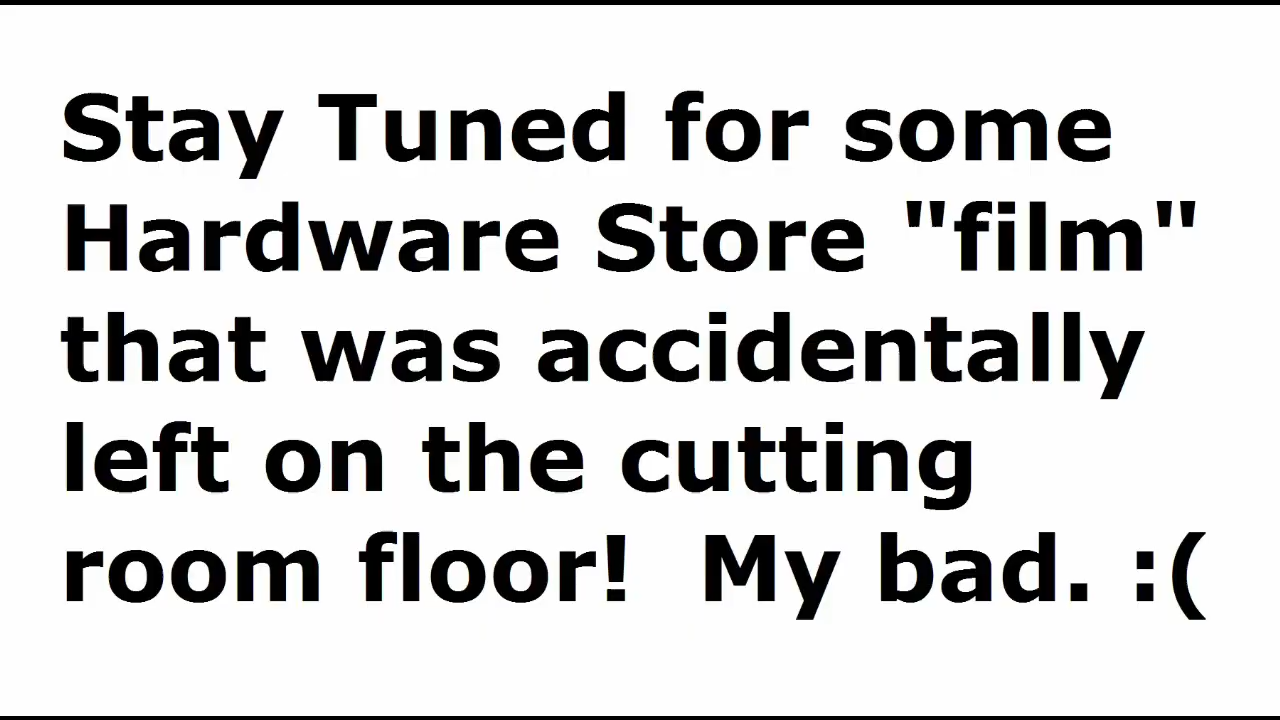 Stay Tuned for some
Hardware Store "film"
that was accidentally
left on the cutting
room floor!  My bad. :(